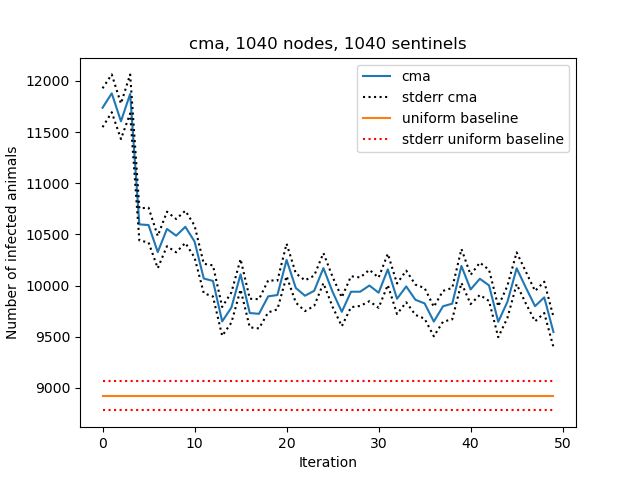 cma, 1040 nodes, 1040 sentinels
cma
stderr cma
uniform baseline
stderr uniform baseline
Number of infected animals
12000
11500
11000
10500
10000
9500
9000
0 10 20 30 40 50
Iteration